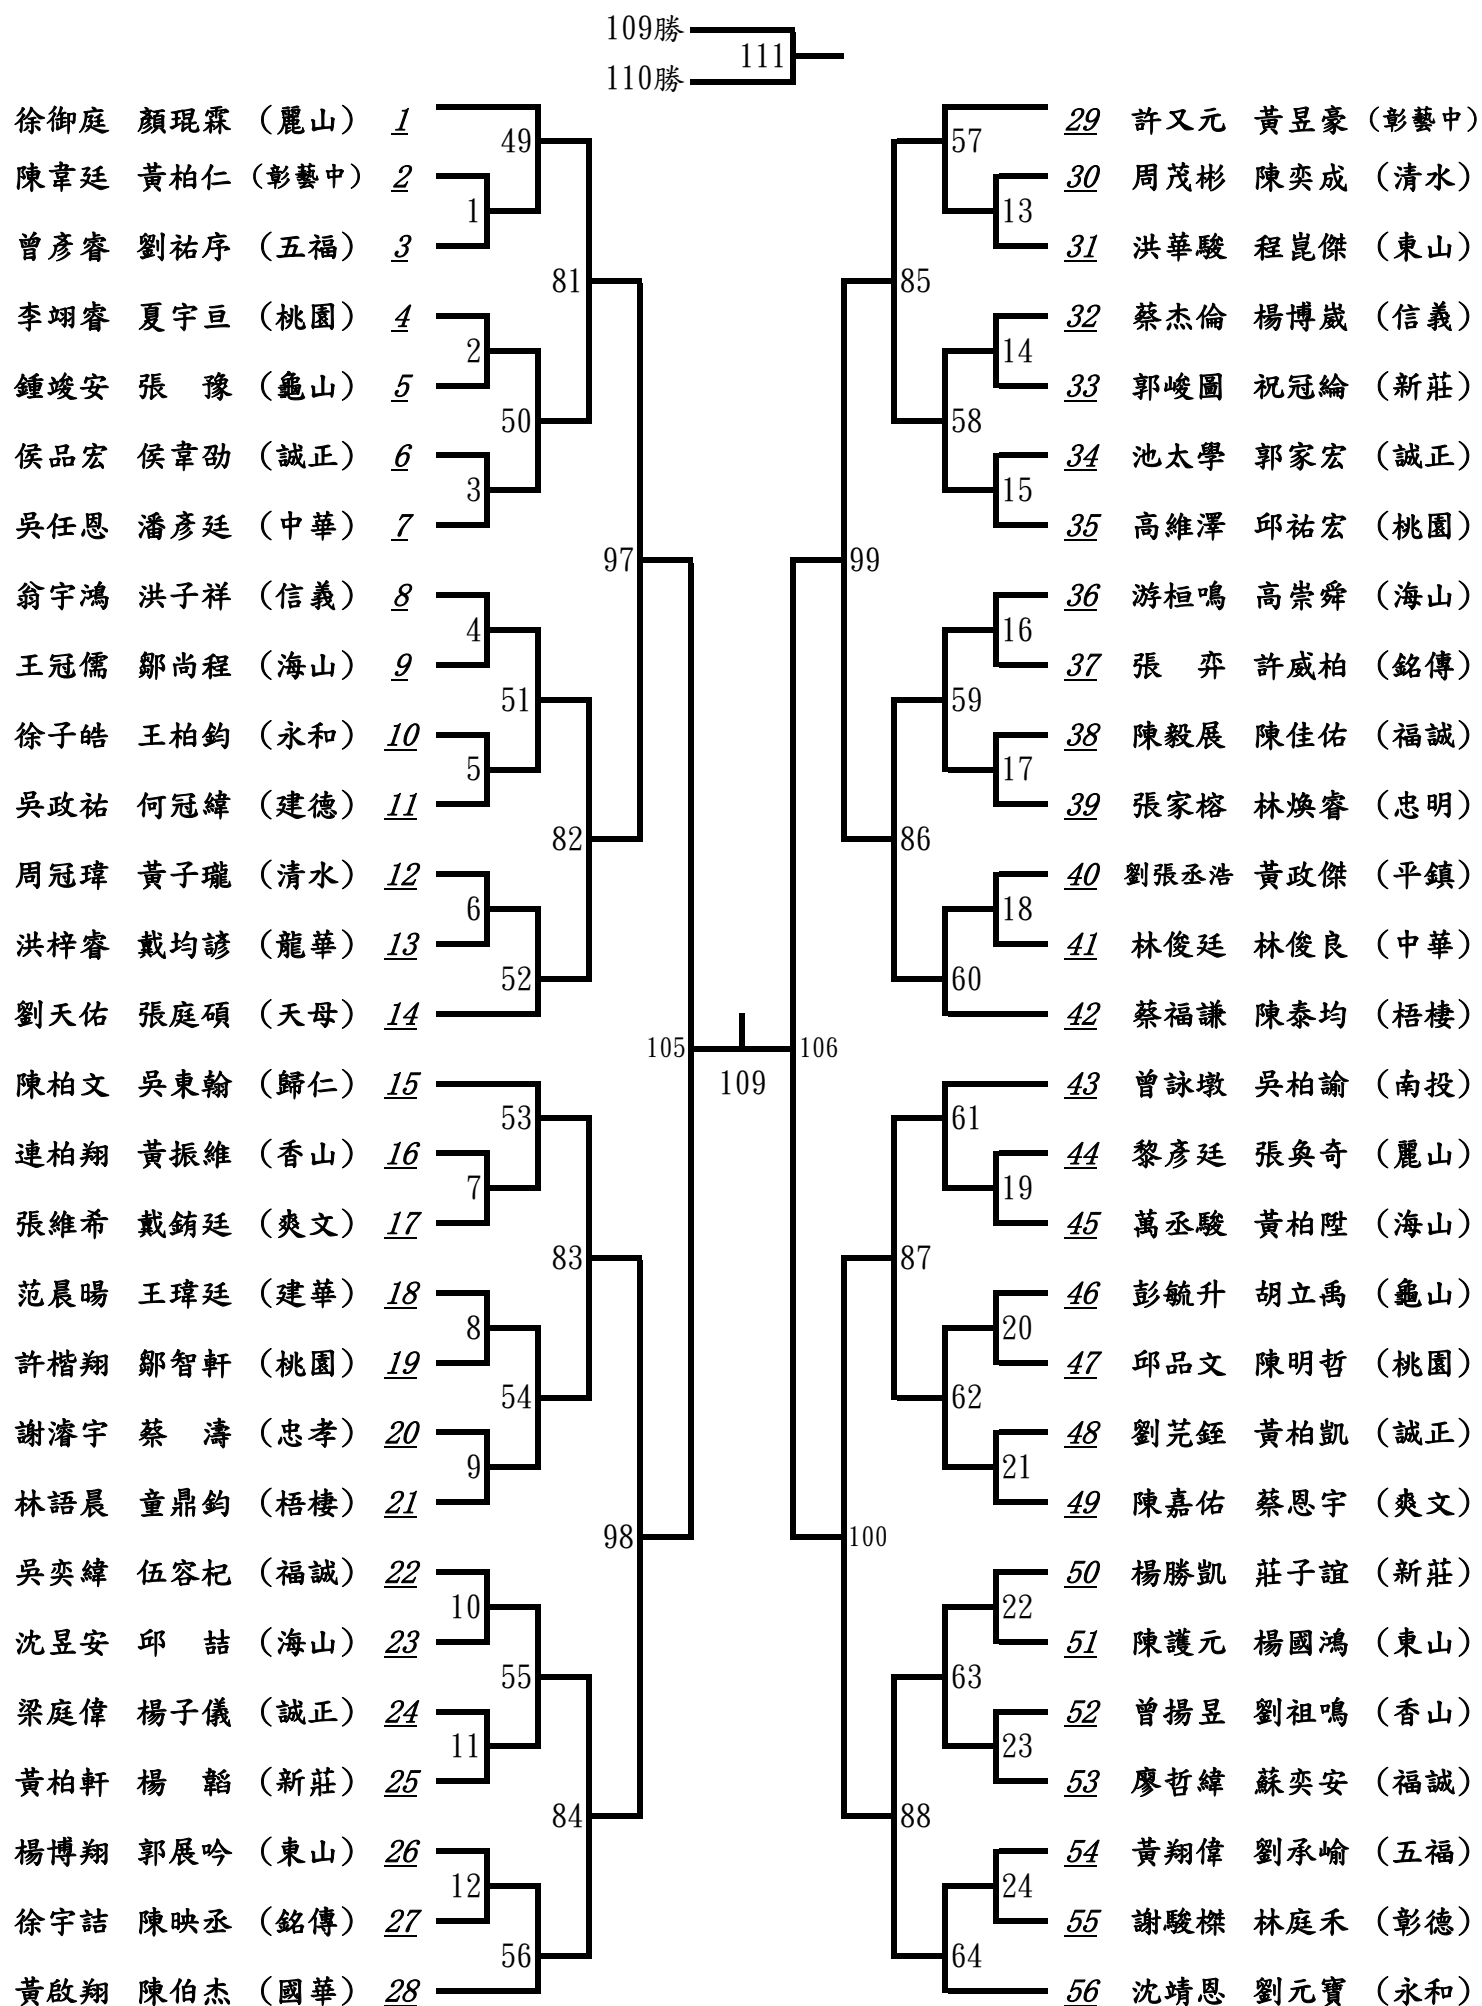 109勝
111
110勝
徐御庭 顏琨霖 (麗山) 1
陳韋廷 黃柏仁 (彰藝中) 2
曾彥睿 劉祐序 (五福) 3
李翊睿 夏宇亘 (桃園) 4
鍾竣安 張 豫 (龜山) 5
侯品宏 侯韋劭 (誠正) 6
吳任恩 潘彥廷 (中華) 7
翁宇鴻 洪子祥 (信義) 8
王冠儒 鄒尚程 (海山) 9
徐子皓 王柏鈞 (永和) 10
吳政祐 何冠緯 (建德) 11
周冠瑋 黃子瓏 (清水) 12
洪梓睿 戴均諺 (龍華) 13
劉天佑 張庭碩 (天母) 14
陳柏文 吳東翰 (歸仁) 15
連柏翔 黃振維 (香山) 16
張維希 戴銪廷 (爽文) 17
范晨暘 王瑋廷 (建華) 18
許楷翔 鄒智軒 (桃園) 19
謝濬宇 蔡 濤 (忠孝) 20
林語晨 童鼎鈞 (梧棲) 21
吳奕緯 伍容杞 (福誠) 22
沈昱安 邱 喆 (海山) 23
梁庭偉 楊子儀 (誠正) 24
黃柏軒 楊 韜 (新莊) 25
楊博翔 郭展吟 (東山) 26
徐宇詰 陳映丞 (銘傳) 27
黃啟翔 陳伯杰 (國華) 28
49
1
81
2
50
3
97
4
51
5
82
6
52
105
53
7
83
8
54
9
98
10
55
11
84
12
56
109
57
13
85
14
58
15
99
16
59
17
86
18
60
106
61
19
87
20
62
21
100
22
63
23
88
24
64
29 許又元 黃昱豪 (彰藝中)
30 周茂彬 陳奕成 (清水)
31 洪華駿 程崑傑 (東山)
32 蔡杰倫 楊博崴 (信義)
33 郭峻圖 祝冠綸 (新莊)
34 池太學 郭家宏 (誠正)
35 高維澤 邱祐宏 (桃園)
36 游桓鳴 高崇舜 (海山)
37 張 弈 許威柏 (銘傳)
38 陳毅展 陳佳佑 (福誠)
39 張家榕 林煥睿 (忠明)
40 劉張丞浩 黃政傑 (平鎮)
41 林俊廷 林俊良 (中華)
42 蔡福謙 陳泰均 (梧棲)
43 曾詠墩 吳柏諭 (南投)
44 黎彥廷 張奐奇 (麗山)
45 萬丞駿 黃柏陞 (海山)
46 彭毓升 胡立禹 (龜山)
47 邱品文 陳明哲 (桃園)
48 劉芫銍 黃柏凱 (誠正)
49 陳嘉佑 蔡恩宇 (爽文)
50 楊勝凱 莊子誼 (新莊)
51 陳護元 楊國鴻 (東山)
52 曾揚昱 劉祖鳴 (香山)
53 廖哲緯 蘇奕安 (福誠)
54 黃翔偉 劉承崳 (五福)
55 謝駿榤 林庭禾 (彰德)
56 沈靖恩 劉元寶 (永和)